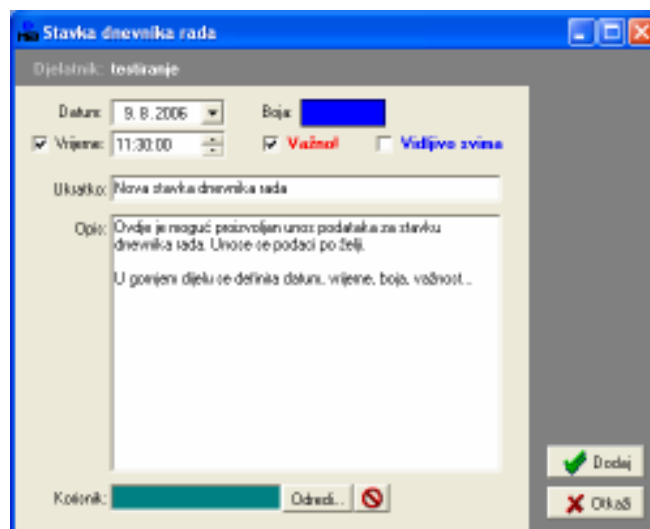 Stavka dnevnika rada
Djelatnik: testiranje
Datum: 9. 8. 2006 Boja:
Vrijeme: 11:30:00 Važno! Vidljivo svima
Ukratko: Nova stavka dnevnika rada
Opis: Ovdje je moguć proizvoljan unos podataka za stavku
dnevnika rada. Unose se podaci po želji.
U gornjem dijelu se definira datum, vrijeme, boja, važnost...
Dodaj
Korisnik: Odredi... Otkaži